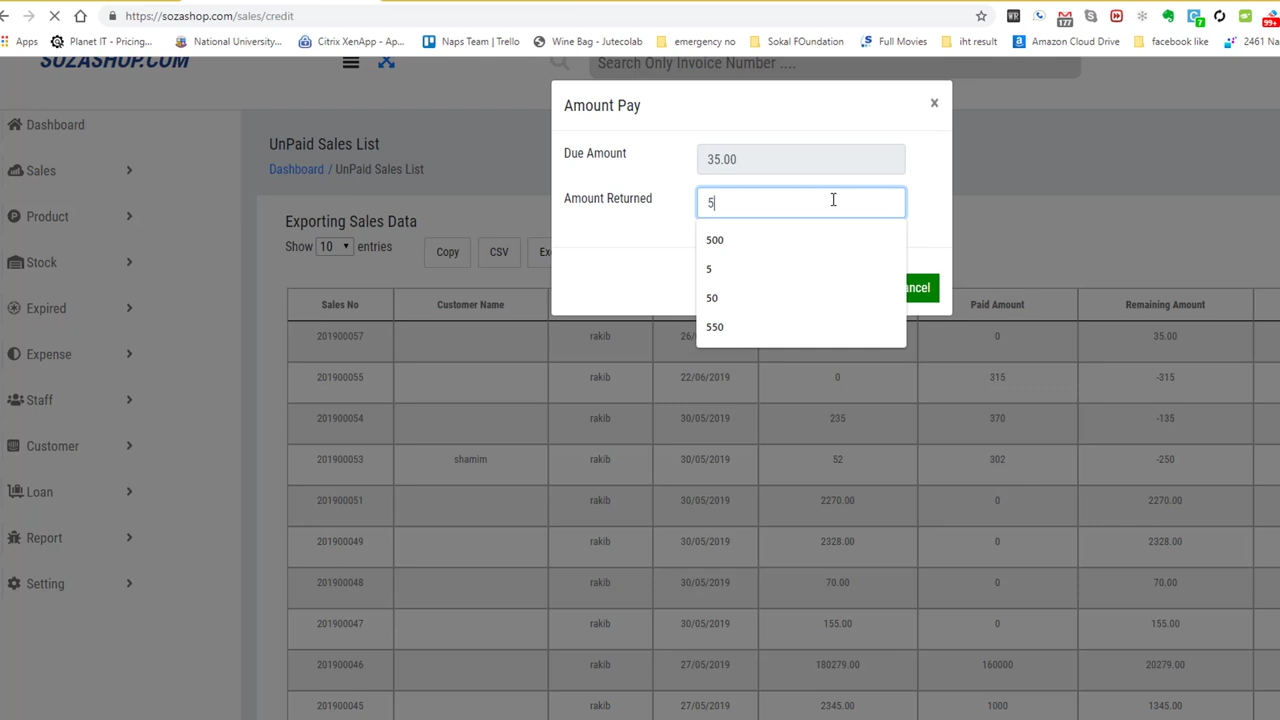 https://sozashop.com/sales/credit
Apps Planet IT - Pricing... National University... Citrix XenApp - Ap... Naps Team | Trello Wine Bag - Jutecolab emergency no Sokal FOundation Full Movies iht result Amazon Cloud Drive facebook like 2461 Na
WR 177 7 99+
SOZASHOP.COM
Search Only Invoice Number ....
Amount Pay ×
Dashboard
UnPaid Sales List
Due Amount 35.00
Sales
Dashboard / UnPaid Sales List
Amount Returned 5
Product
Exporting Sales Data
500
Show 10 entries
Copy CSV Ex
Stock
5
50
ancel
550
Sales No Customer Name Paid Amount Remaining Amount
Expired
201900057 rakib 26/ 0 35.00
Expense
201900055 rakib 22/06/2019 0 315 -315
Staff
201900054 rakib 30/05/2019 235 370 -135
Customer
201900053 shamim rakib 30/05/2019 52 302 -250
Loan
201900051 rakib 30/05/2019 2270.00 0 2270.00
Report
201900049 rakib 30/05/2019 2328.00 0 2328.00
Setting
201900048 rakib 30/05/2019 70.00 0 70.00
201900047 rakib 30/05/2019 155.00 0 155.00
201900046 rakib 27/05/2019 180279.00 160000 20279.00
201900045 rakib 27/05/2019 2345.00 1000 1345.00